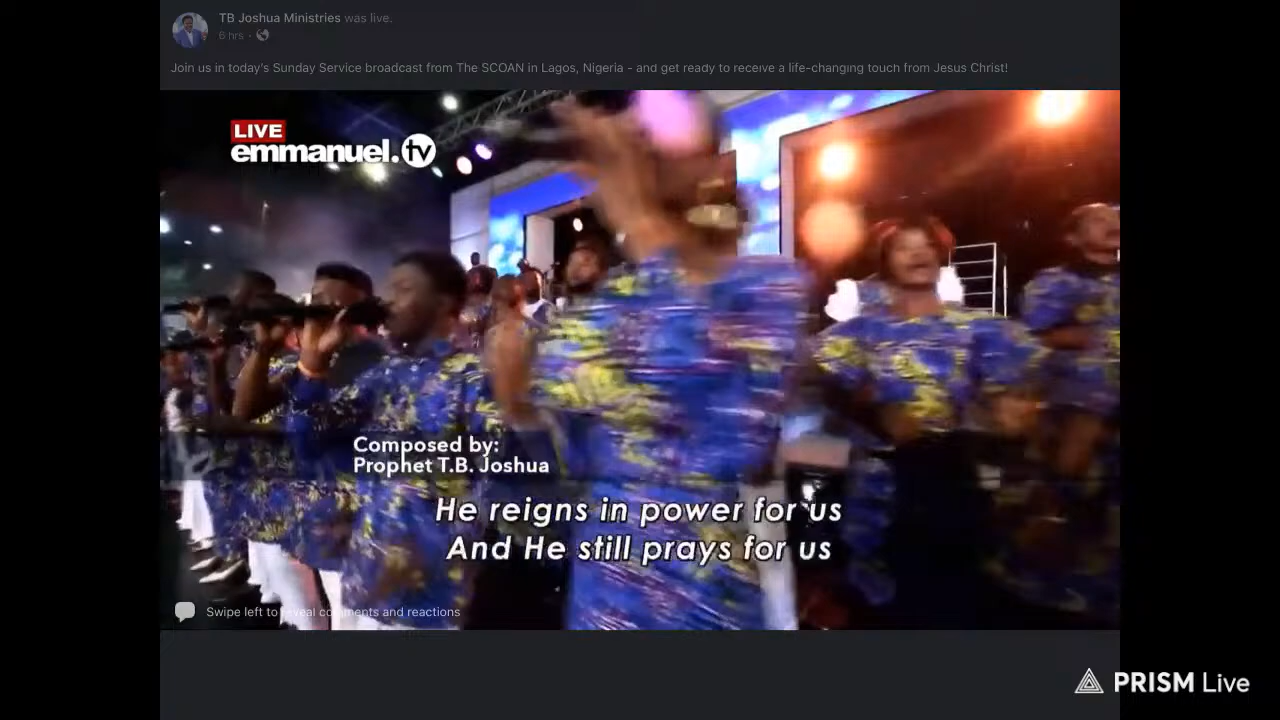 TB Joshua Ministries was live.
6 hrs ·
Join us in today's Sunday Service broadcast from The SCOAN in Lagos, Nigeria - and get ready to receive a life-changing touch from Jesus Christ!
LIVE
emmanuel.tv
Composed by:
Prophet T.B. Joshua
He reigns in power for us
And He still prays for us
Swipe left to reveal comments and reactions
PRISM Live